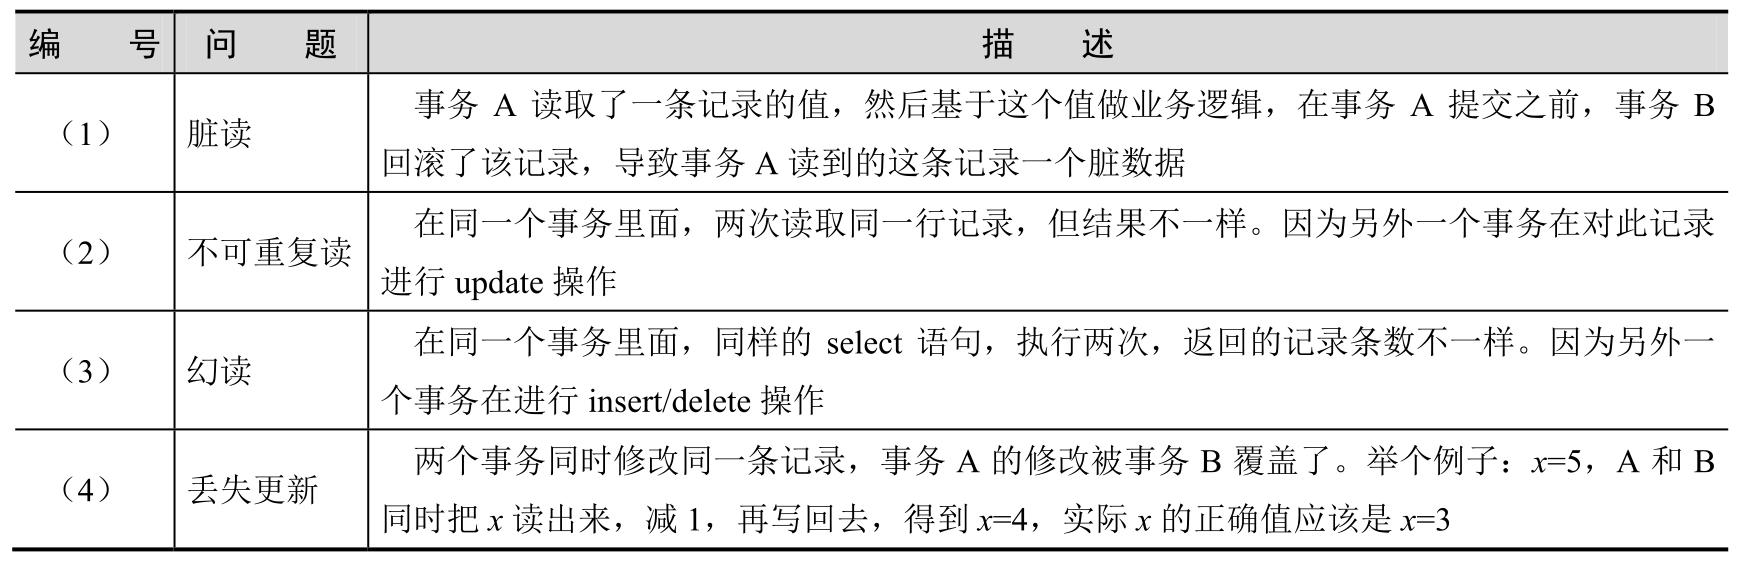 编 号 问 题 描 述
（1） 脏读 事务 A 读取了一条记录的值，然后基于这个值做业务逻辑，在事务 A 提交之前，事务 B
回滚了该记录，导致事务 A 读到的这条记录一个脏数据
（2） 不可重复读 在同一个事务里面，两次读取同一行记录，但结果不一样。因为另外一个事务在对此记录
进行 update 操作
（3） 幻读 在同一个事务里面，同样的 select 语句，执行两次，返回的记录条数不一样。因为另外一
个事务在进行 insert/delete 操作
（4） 丢失更新 两个事务同时修改同一条记录，事务 A 的修改被事务 B 覆盖了。举个例子：x=5，A 和 B
同时把 x 读出来，减 1，再写回去，得到 x=4，实际 x 的正确值应该是 x=3